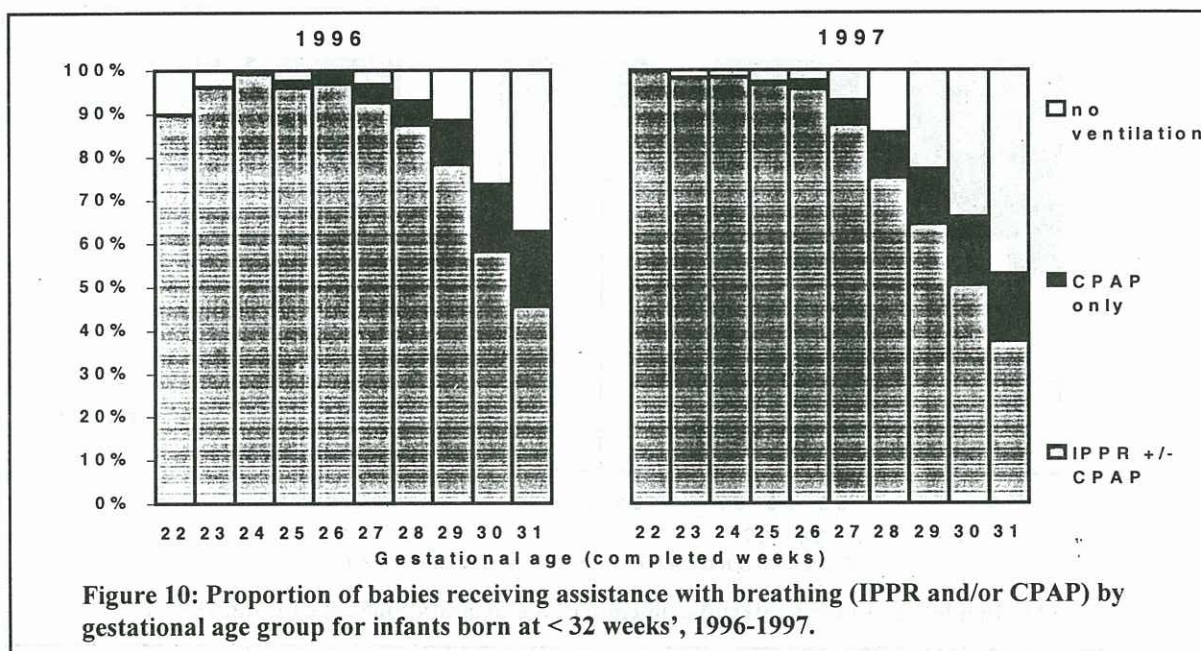 1996
1997
100%
90%
80%
70%
60%
50%
40%
30%
20%
10%
0%
22 23 24 25 26 27 28 29 30 31
22 23 24 25 26 27 28 29 30 31
Gestational age (completed weeks)
no
ventilation
CPAP
only
IPPR +/-
CPAP
Figure 10: Proportion of babies receiving assistance with breathing (IPPR and/or CPAP) by
gestational age group for infants born at < 32 weeks’, 1996-1997.